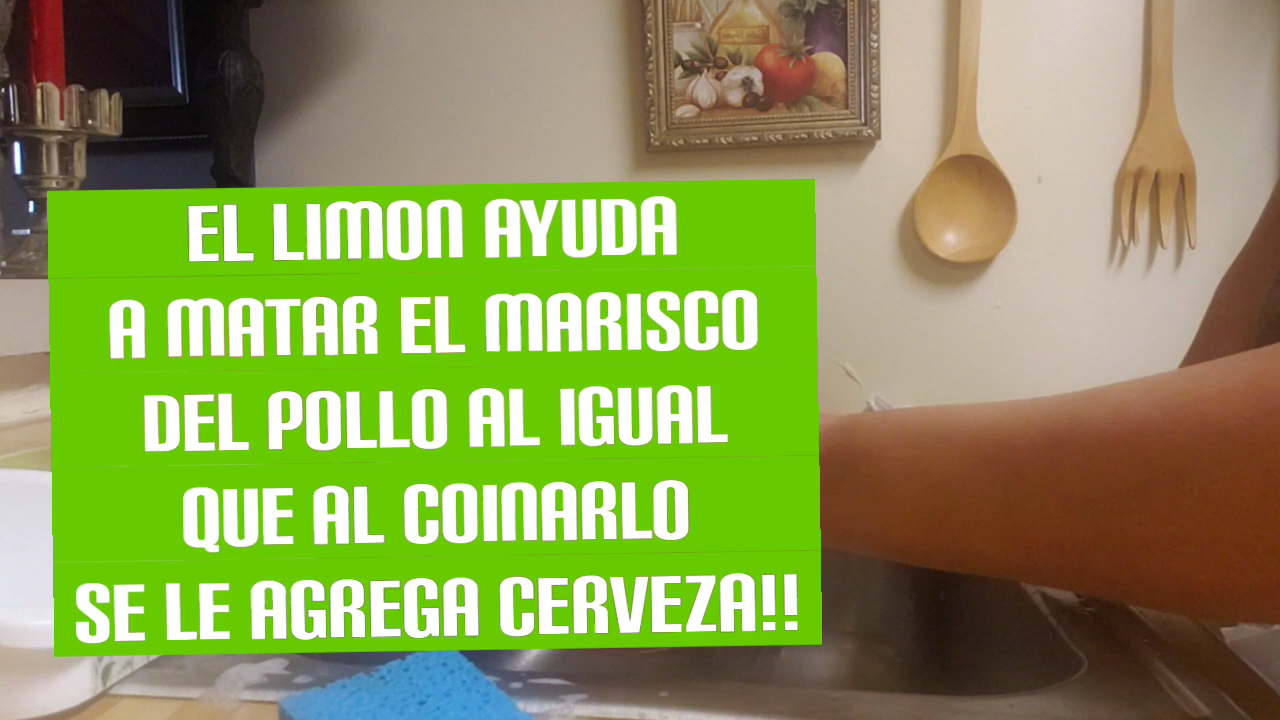 EL LIMON AYUDA
A MATAR EL MARISCO
DEL POLLO AL IGUAL
QUE AL COINARLO
SE LE AGREGA CERVEZA!!